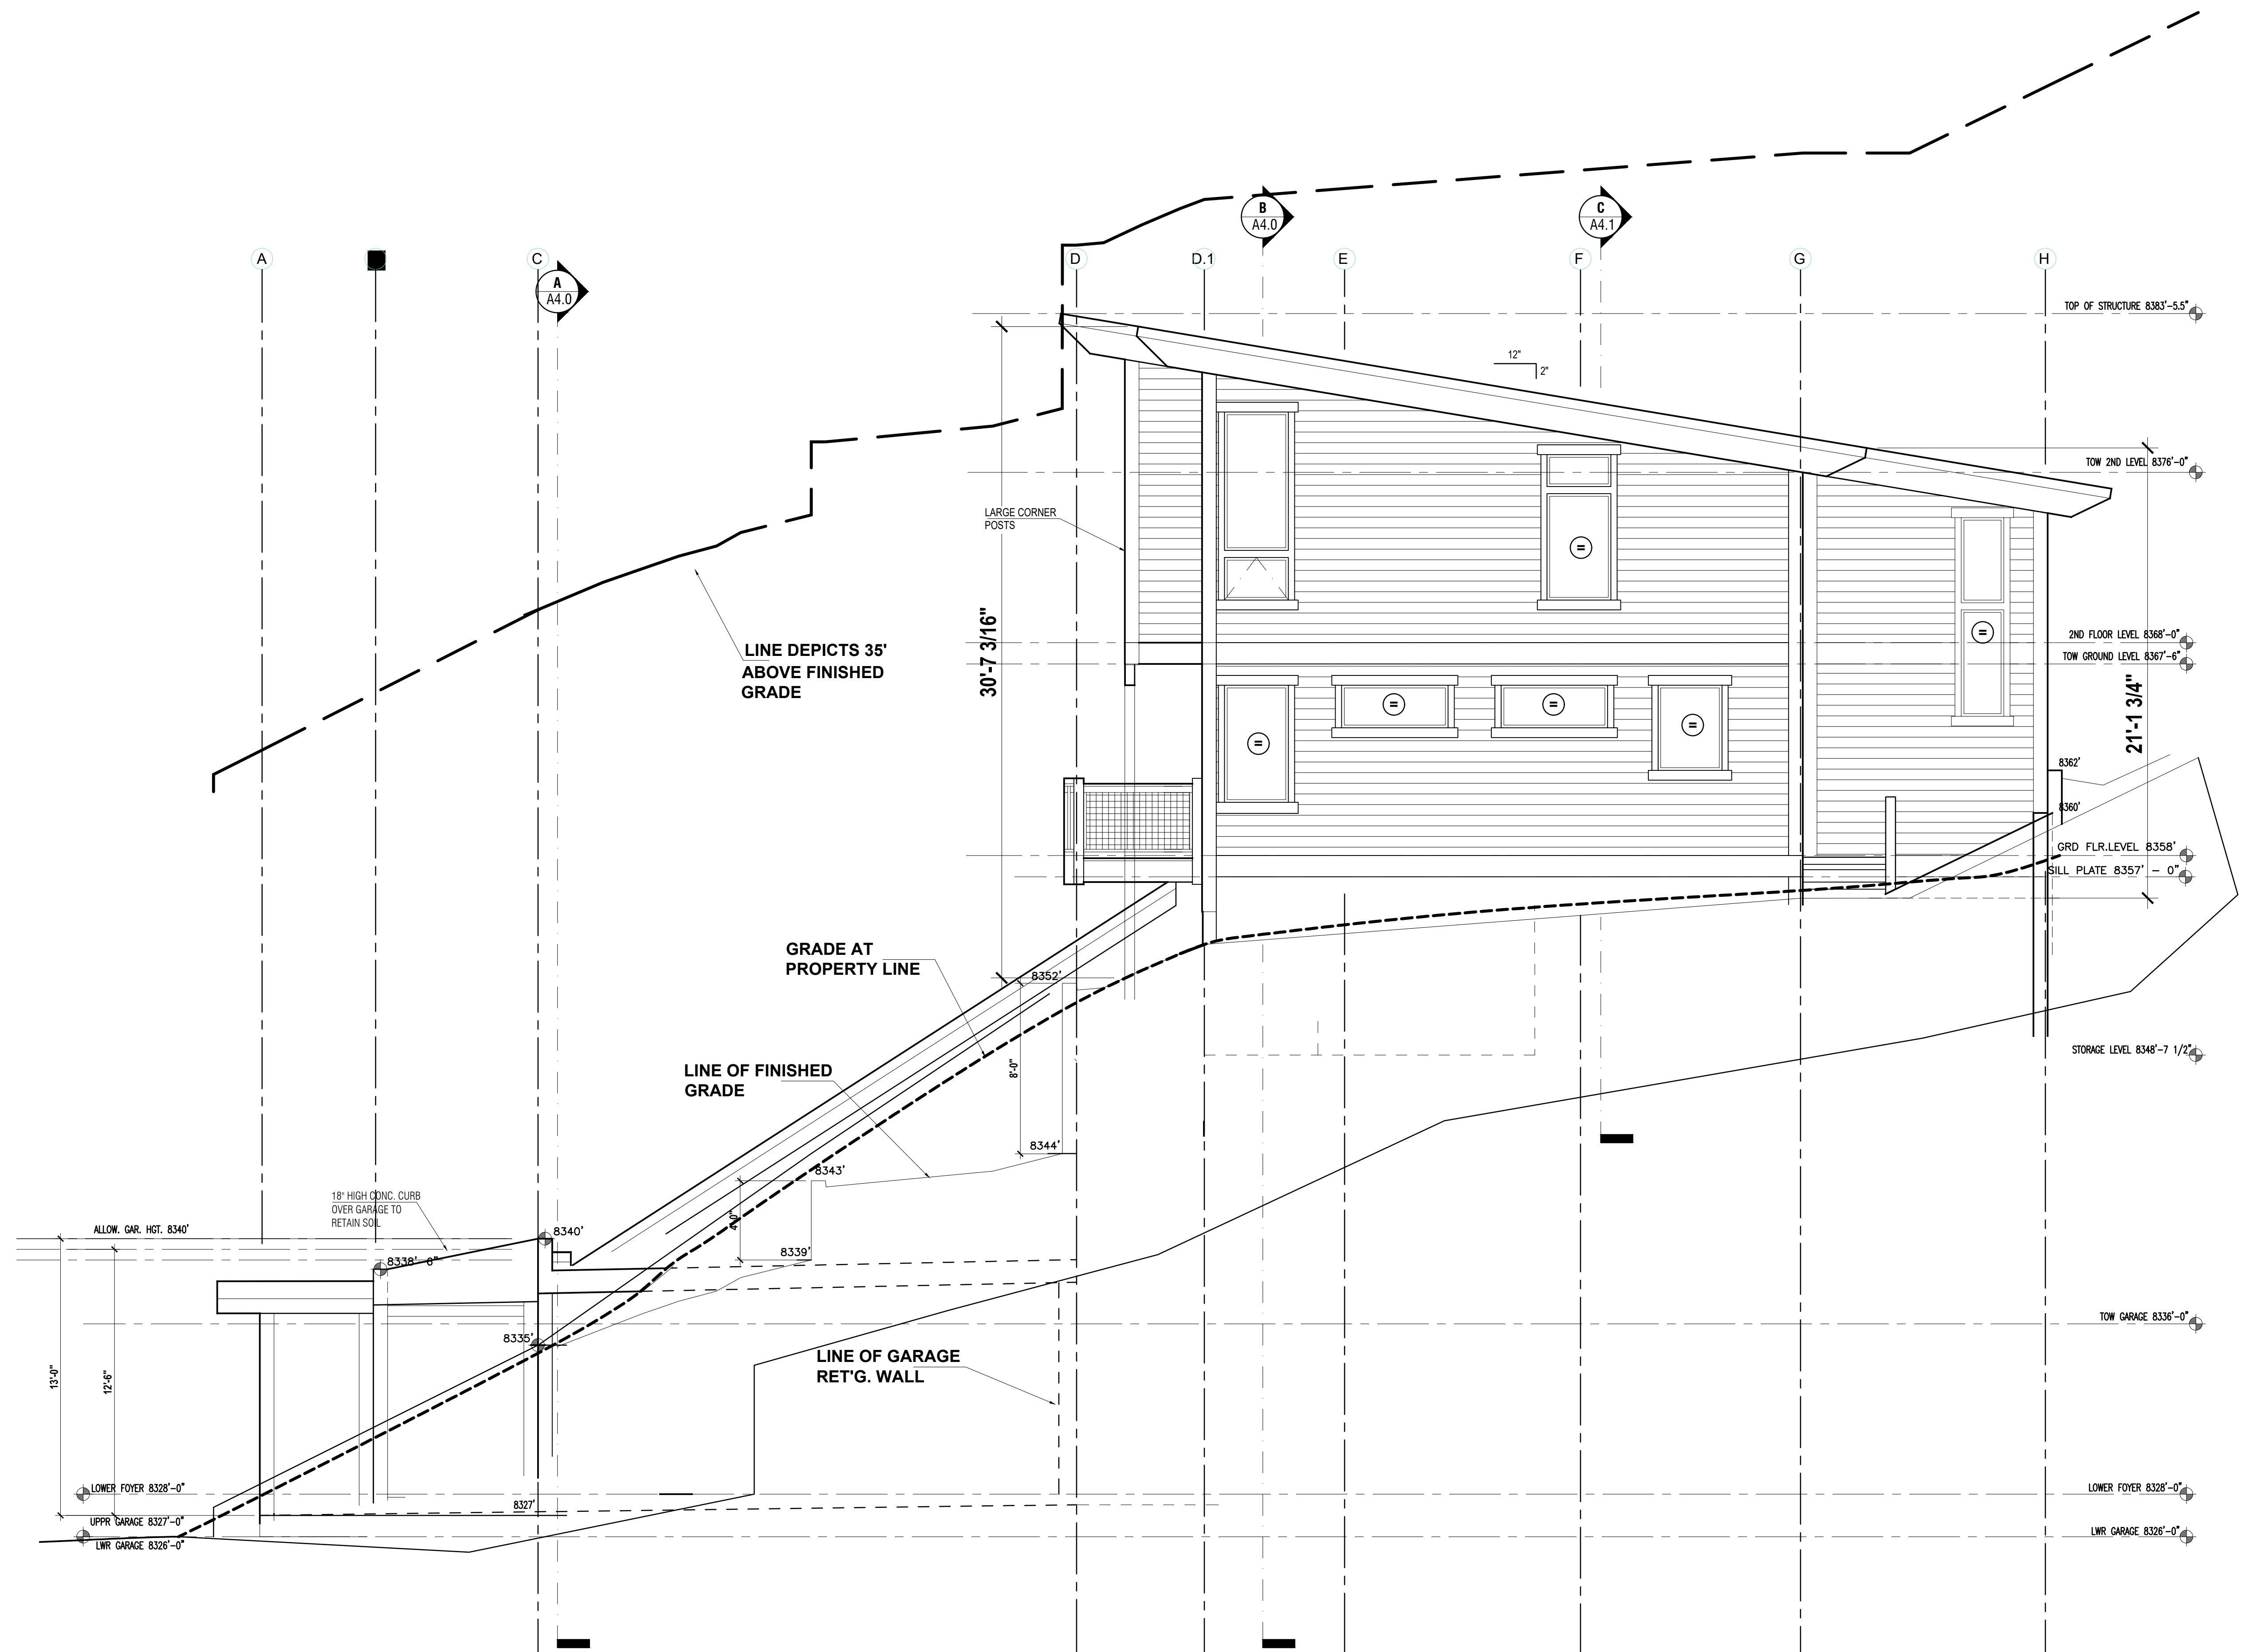 B
A4.0
C
A4.1
A
C
D
D.1
E
F
G
H
A
A4.0
TOP OF STRUCTURE 8383'-5.5"
12"
2"
TOW 2ND LEVEL 8376'-0"
LARGE CORNER
POSTS
=
=
30'-7 3/16"
2ND FLOOR LEVEL 8368'-0"
TOW GROUND LEVEL 8367'-6"
LINE DEPICTS 35'
ABOVE FINISHED
GRADE
=
=
=
=
21'-1 3/4"
8362'
8360'
GRD FLR.LEVEL 8358'
SILL PLATE 8357' - 0"
GRADE AT
PROPERTY LINE
8352'
STORAGE LEVEL 8348'-7 1/2"
LINE OF FINISHED
GRADE
8'-0"
8344'
8343'
18" HIGH CONC. CURB
OVER GARAGE TO
RETAIN SOIL
4'-0"
ALLOW. GAR. HGT. 8340'
8340'
8339'
8338'-6"
TOW GARAGE 8336'-0"
8335'
LINE OF GARAGE
RET'G. WALL
13'-0"
12'-6"
LOWER FOYER 8328'-0"
LOWER FOYER 8328'-0"
8327'
UPPR GARAGE 8327'-0"
LWR GARAGE 8326'-0"
LWR GARAGE 8326'-0"